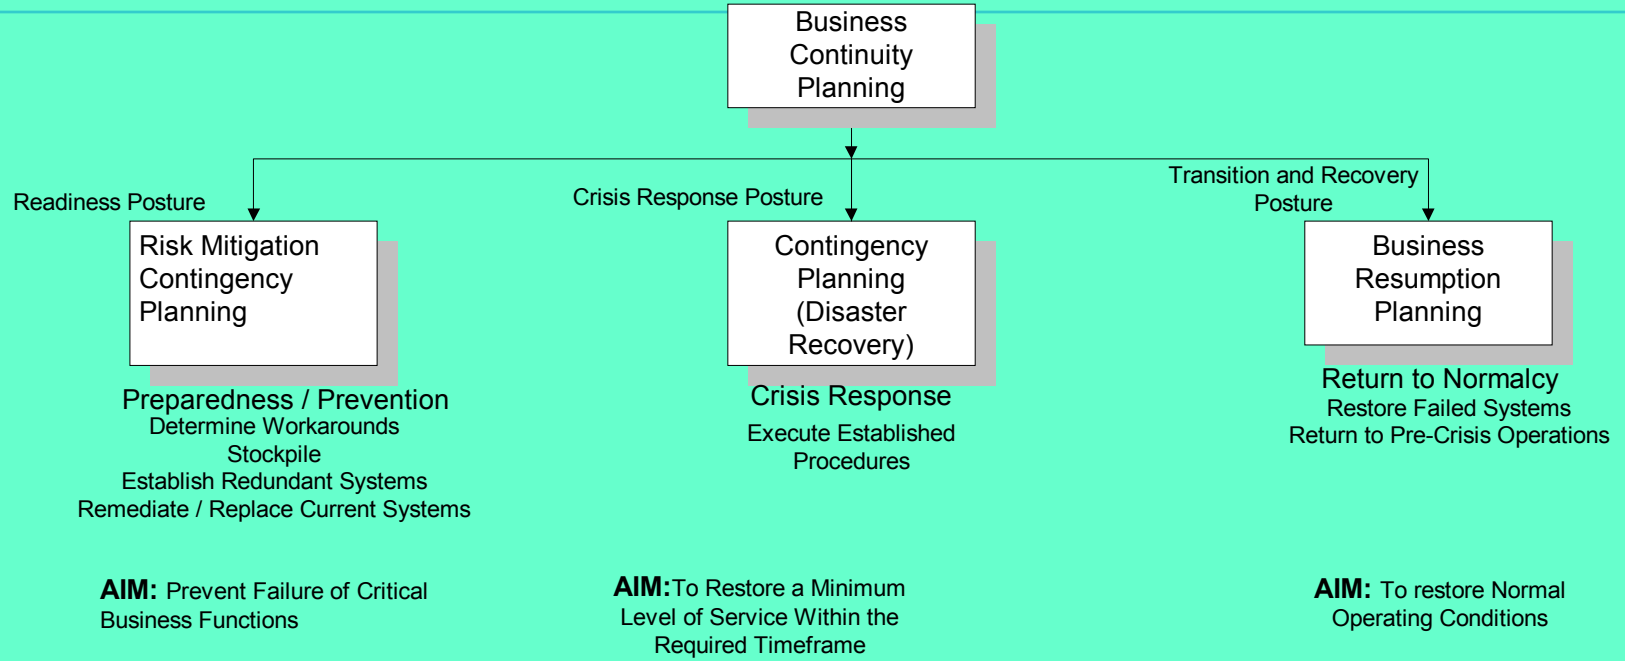 Business
Continuity
Planning
Readiness Posture
Crisis Response Posture
Transition and Recovery
Posture
Risk Mitigation
Contingency
Planning
Preparedness / Prevention
Determine Workarounds
Stockpile
Establish Redundant Systems
Remediate / Replace Current Systems
AIM: Prevent Failure of Critical
Business Functions
Contingency
Planning
(Disaster
Recovery)
Crisis Response
Execute Established
Procedures
AIM:To Restore a Minimum
Level of Service Within the
Required Timeframe
Business
Resumption
Planning
Return to Normalcy
Restore Failed Systems
Return to Pre-Crisis Operations
AIM: To restore Normal
Operating Conditions